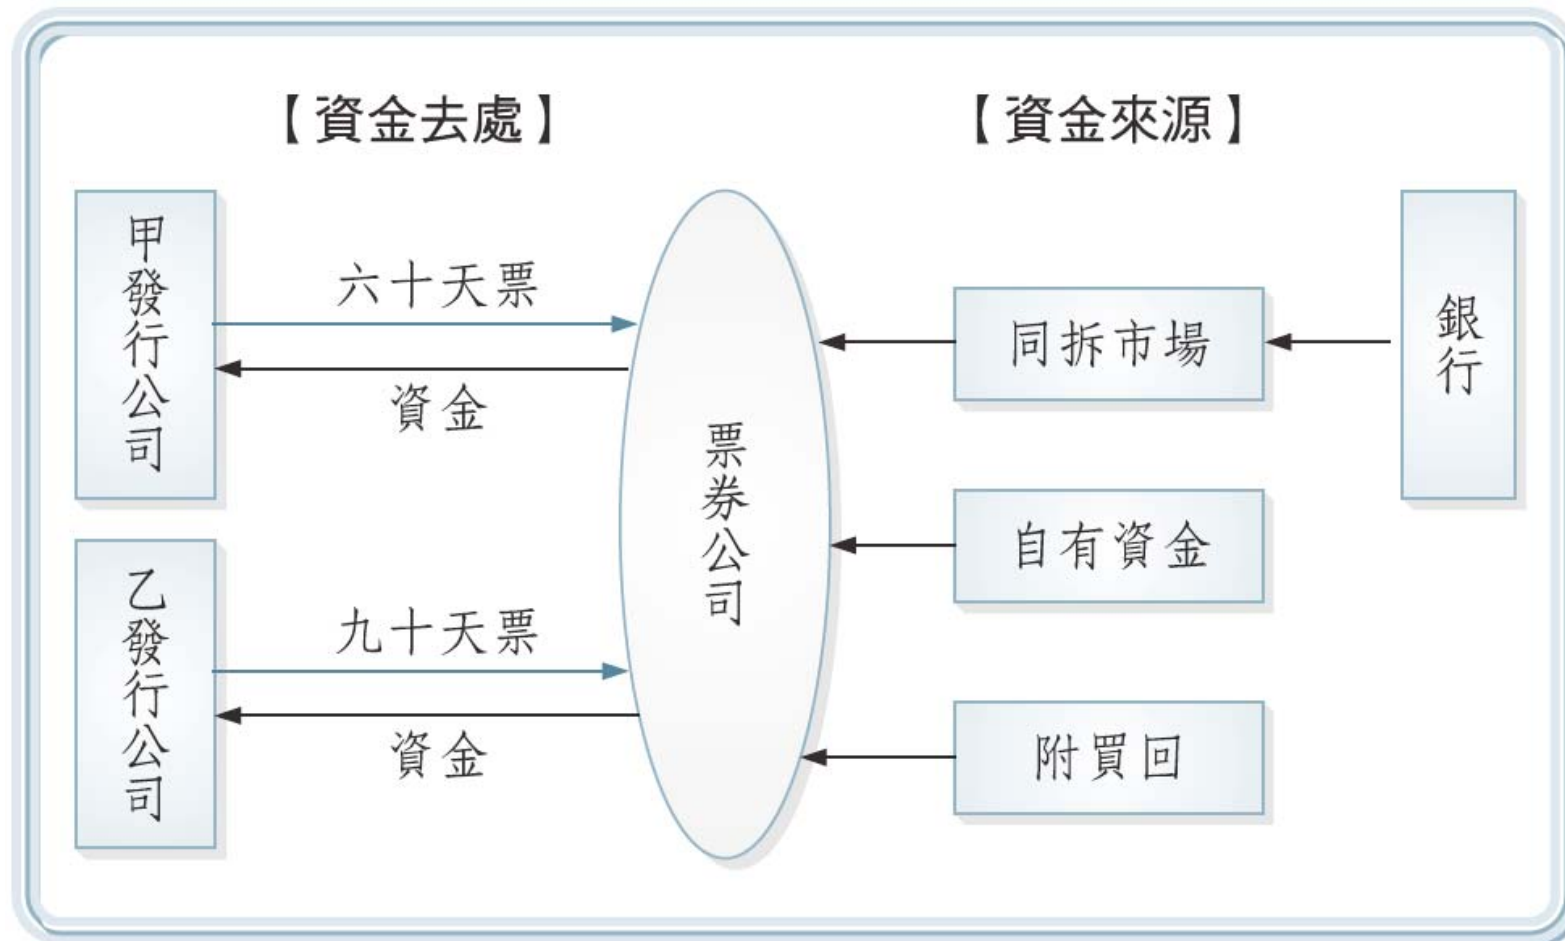 【資金去處】
【資金來源】
甲發行公司
六十天票
資金
乙發行公司
九十天票
資金
票券公司
同拆市場
自有資金
附買回
銀行